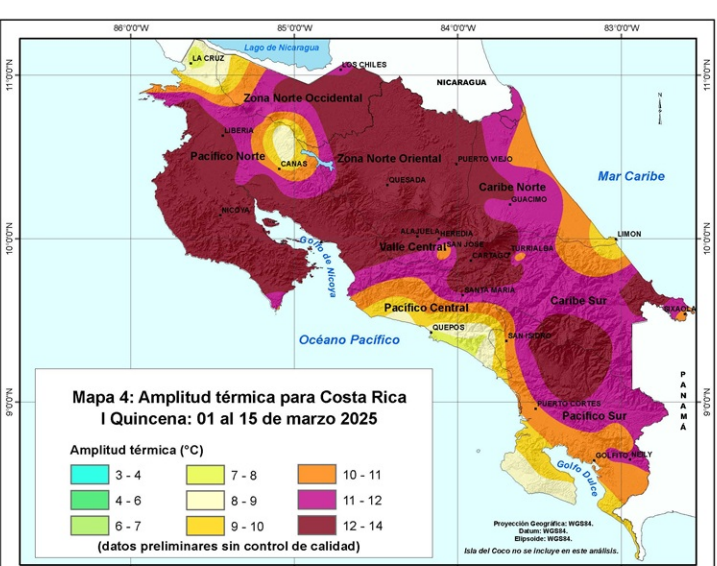 86°0'0"W 85°0'0"W 84°0'0"W 83°0'0"W
Lago de Nicaragua
LA CRUZ
LOS CHILES
11°0'0"N
11°0'0"N
NICARAGUA
Zona Norte Occidental
LIBERIA
Pacífico Norte
CAÑAS
Zona Norte Oriental
PUERTO VIEJO
QUESADA
Caribe Norte
GUACIMO
Mar Caribe
NICOYA
10°0'0"N
10°0'0"N
Golfo de Nicoya
ALAJUELA
HEREDIA
Valle Central
SAN JOSE
CARTAGO
TURRIALBA
LIMON
SANTA MARIA
Caribe Sur
SIXAOLA
Pacífico Central
QUEPOS
SAN ISIDRO
Océano Pacífico
9°0'0"N
9°0'0"N
PANAMÁ
PUERTO CORTES
Pacífico Sur
GOLFITO
NEILY
Golfo Dulce
Mapa 4: Amplitud térmica para Costa Rica
I Quincena: 01 al 15 de marzo 2025
Amplitud térmica (°C)
3 - 4 7 - 8 10 - 11
4 - 6 8 - 9 11 - 12
6 - 7 9 - 10 12 - 14
(datos preliminares sin control de calidad)
Proyección Geográfica: WGS84.
Datum: WGS84.
Elipsoide: WGS84.
Isla del Coco no se incluye en este análisis.